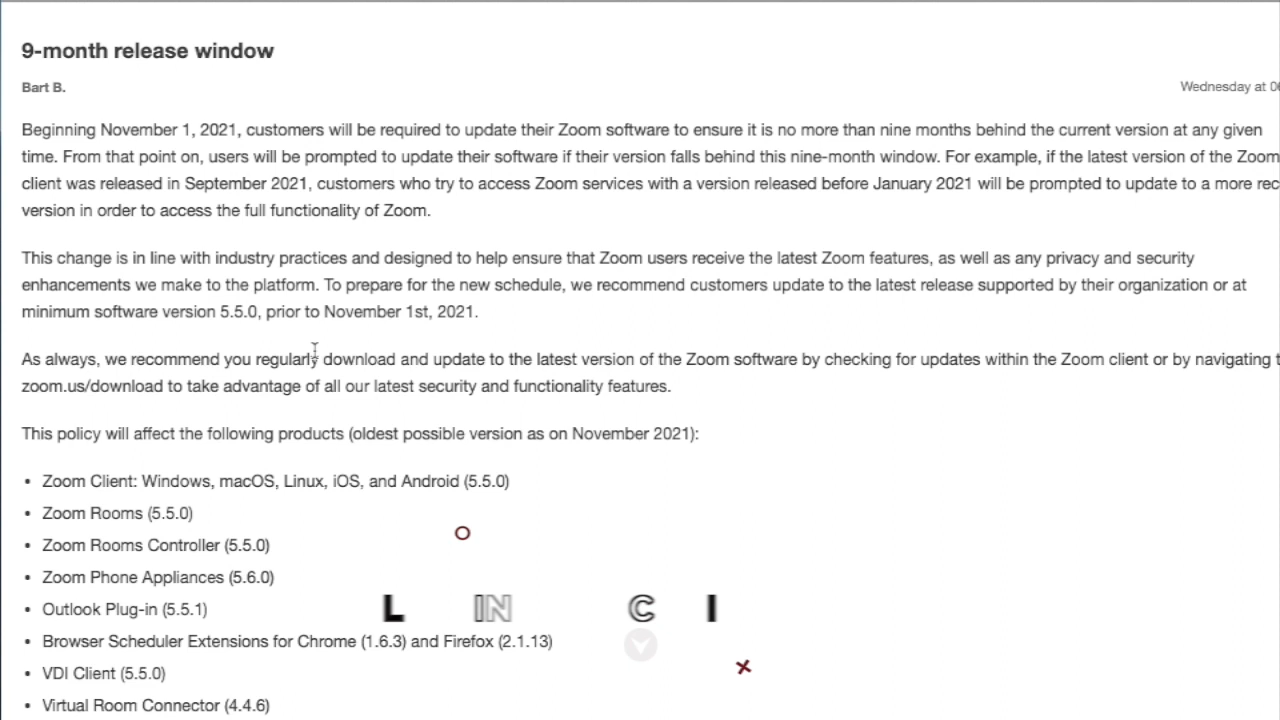 9-month release window
Bart B.
Wednesday at
Beginning November 1, 2021, customers will be required to update their Zoom software to ensure it is no more than nine months behind the current version at any given
time. From that point on, users will be prompted to update their software if their version falls behind this nine-month window. For example, if the latest version of the Zoom
client was released in September 2021, customers who try to access Zoom services with a version released before January 2021 will be prompted to update to a more
version in order to access the full functionality of Zoom.
This change is in line with industry practices and designed to help ensure that Zoom users receive the latest Zoom features, as well as any privacy and security
enhancements we make to the platform. To prepare for the new schedule, we recommend customers update to the latest release supported by their organization or at
minimum software version 5.5.0, prior to November 1st, 2021.
As always, we recommend you regularly download and update to the latest version of the Zoom software by checking for updates within the Zoom client or by navigating
zoom.us/download to take advantage of all our latest security and functionality features.
This policy will affect the following products (oldest possible version as on November 2021):
• Zoom Client: Windows, macOS, Linux, iOS, and Android (5.5.0)
• Zoom Rooms (5.5.0)
• Zoom Rooms Controller (5.5.0)
• Zoom Phone Appliances (5.6.0)
• Outlook Plug-in (5.5.1)
L IN C I
• Browser Scheduler Extensions for Chrome (1.6.3) and Firefox (2.1.13)
• VDI Client (5.5.0)
• Virtual Room Connector (4.4.6)